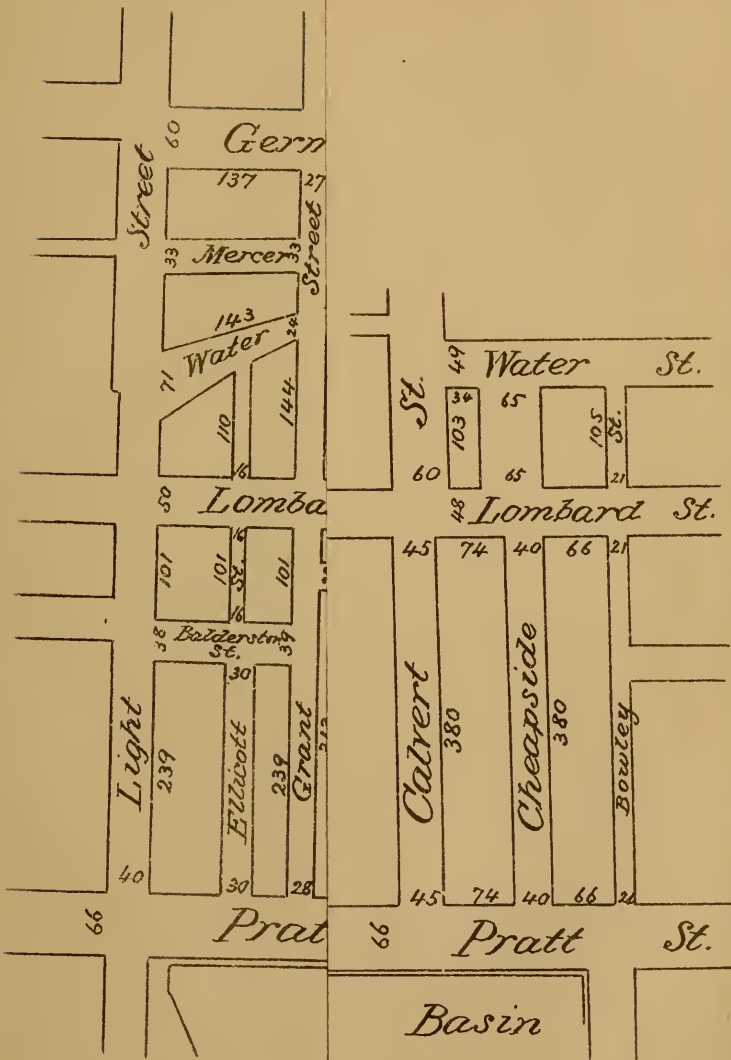 60
Germ
Street
137
27
33
Mercer
33
Street
143
24
Water
71
110
144
16
50
Lomba
16
101
101
St.
101
16
38
Balderston
39
St.
30
Light
239
Ellicott
239
Grant
40
30
28
66
Prat
49
Water St.
St.
34
65
103
105
St.
60
65
21
48
Lombard St.
45
74
40
66
21
Calvert
380
Cheapside
380
Bowley
45
74
40
66
21
66
Pratt St.
Basin